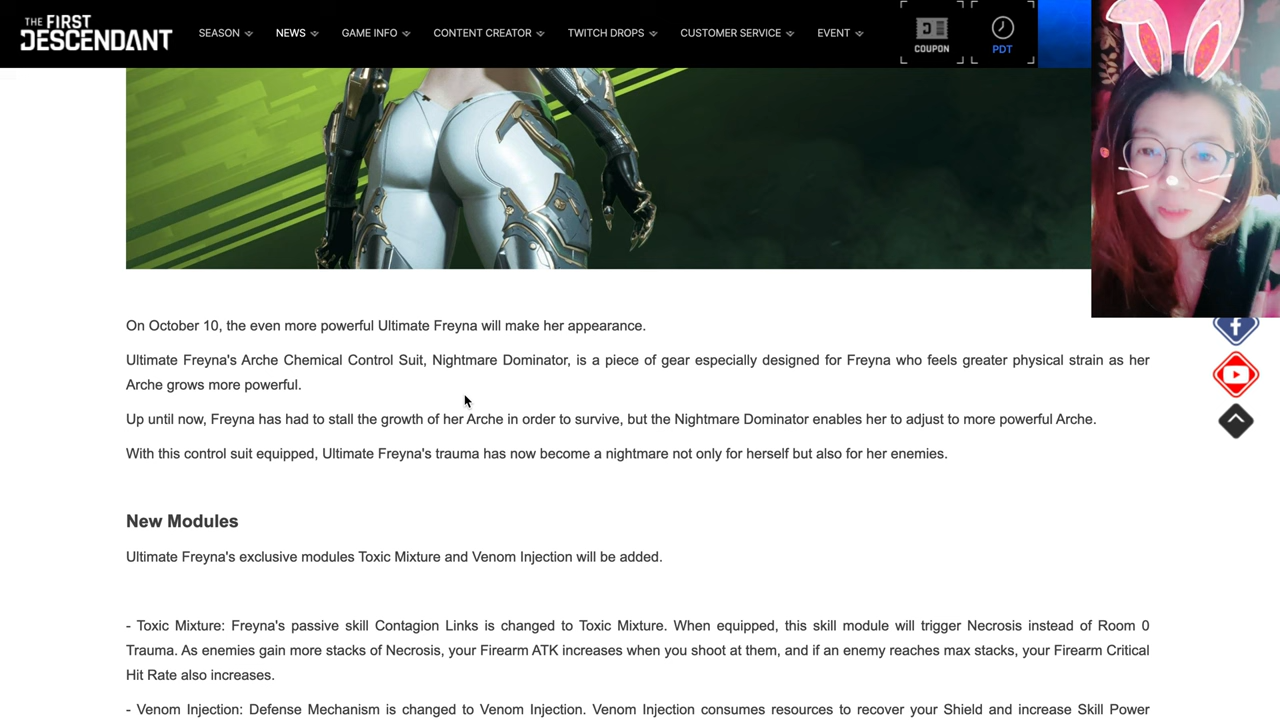 THE FIRST DESCENDANT
SEASON NEWS GAME INFO CONTENT CREATOR TWITCH DROPS CUSTOMER SERVICE EVENT
COUPON
PDT
On October 10, the even more powerful Ultimate Freyna will make her appearance.
Ultimate Freyna's Arche Chemical Control Suit, Nightmare Dominator, is a piece of gear especially designed for Freyna who feels greater physical strain as her
Arche grows more powerful.
Up until now, Freyna has had to stall the growth of her Arche in order to survive, but the Nightmare Dominator enables her to adjust to more powerful Arche.
With this control suit equipped, Ultimate Freyna's trauma has now become a nightmare not only for herself but also for her enemies.
New Modules
Ultimate Freyna's exclusive modules Toxic Mixture and Venom Injection will be added.
- Toxic Mixture: Freyna's passive skill Contagion Links is changed to Toxic Mixture. When equipped, this skill module will trigger Necrosis instead of Room 0
Trauma. As enemies gain more stacks of Necrosis, your Firearm ATK increases when you shoot at them, and if an enemy reaches max stacks, your Firearm Critical
Hit Rate also increases.
- Venom Injection: Defense Mechanism is changed to Venom Injection. Venom Injection consumes resources to recover your Shield and increase Skill Power